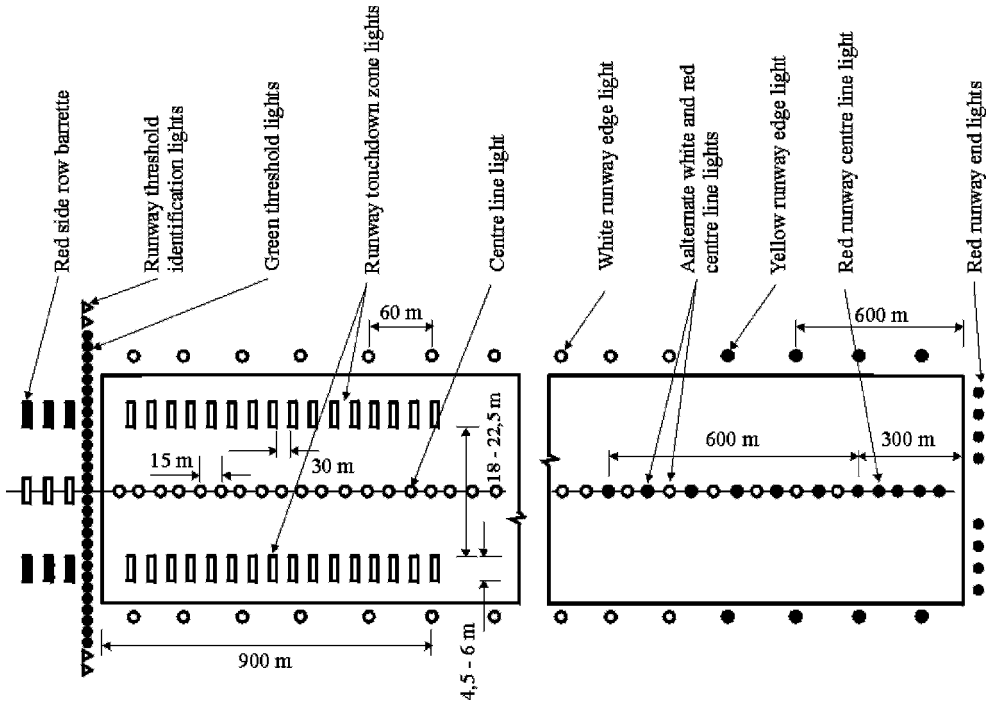 Red side row barrette
Runway threshold
identification lights
Green threshold lights
Runway touchdown zone lights
Centre line light
White runway edge light
Aalternate white and red
centre line lights
Yellow runway edge light
Red runway centre line light
Red runway end lights
60 m
600 m
15 m
30 m
18 - 22,5 m
600 m
300 m
900 m
4,5 - 6 m